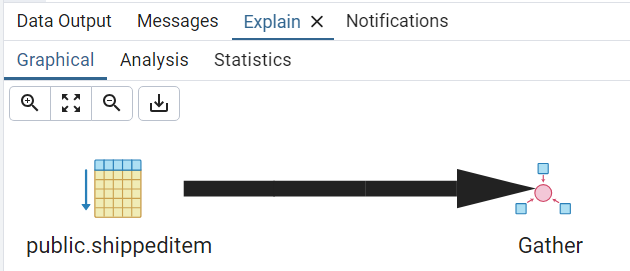 Data Output Messages Explain × Notifications
Graphical Analysis Statistics
public.shippeditem Gather